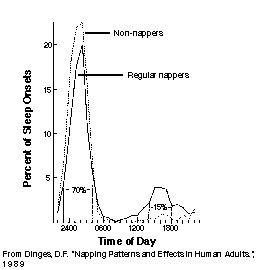 Non-nappers
20
Regular nappers
15
10
5
70%
15%
Percent of Sleep Onsets
2400 0600 1200 1800
Time of Day
From Dinges, D.F. "Napping Patterns and Effects in Human Adults.",
1989